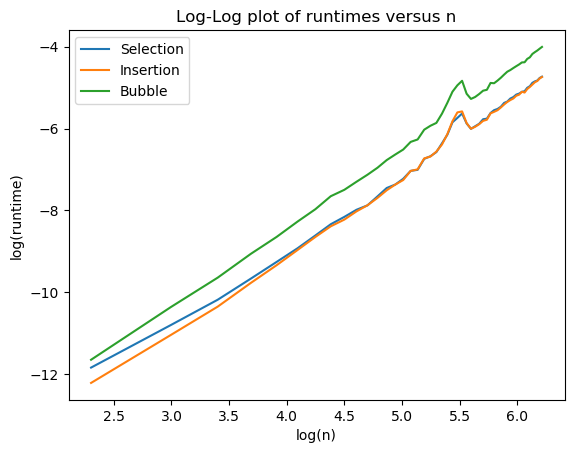 Log-Log plot of runtimes versus n
Selection
Insertion
Bubble
−4
−6
−8
−10
−12
log(runtime)
2.5 3.0 3.5 4.0 4.5 5.0 5.5 6.0
log(n)